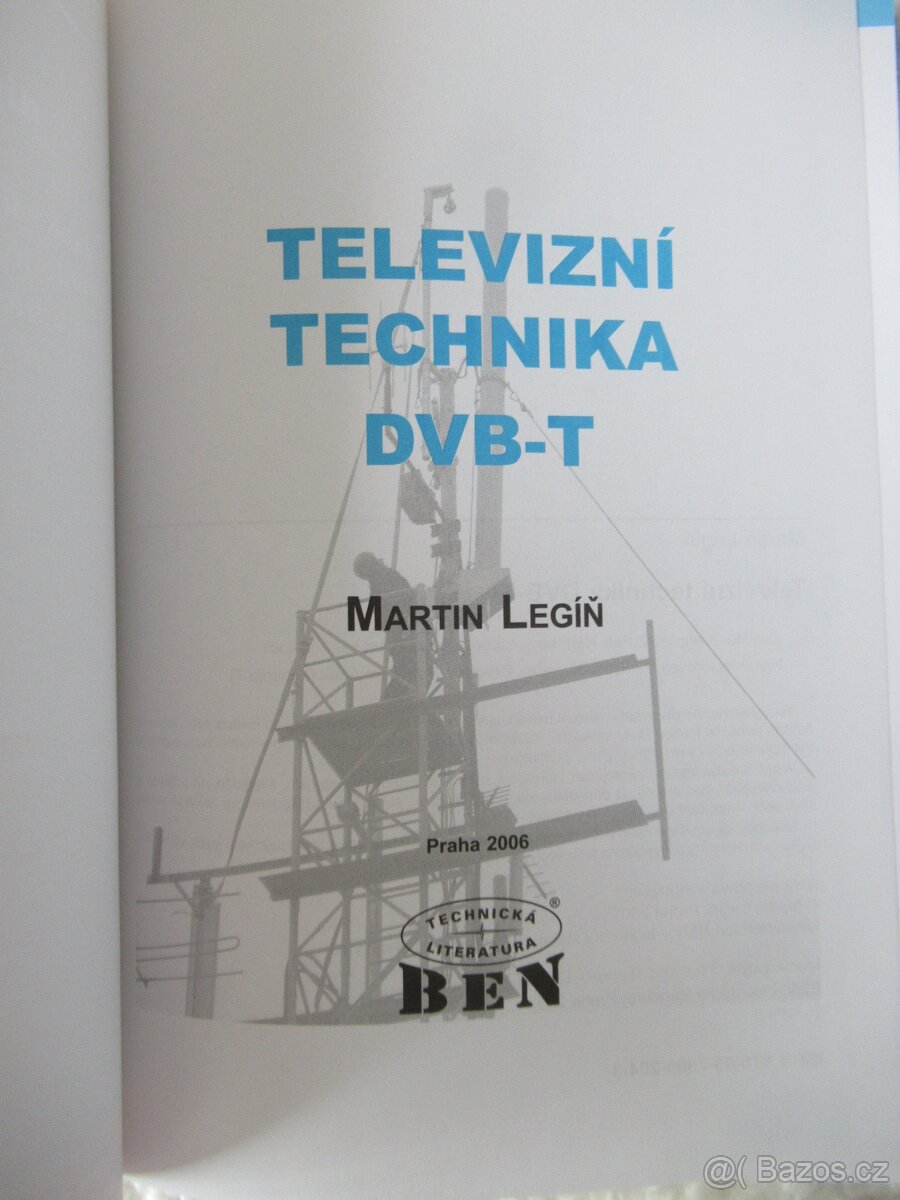 TELEVIZNÍ
TECHNIKA
DVB-T
MARTIN LEGÍŇ
Praha 2006
TECHNICKÁ
LITERATURA
®
BEN
@( Bazos.cz